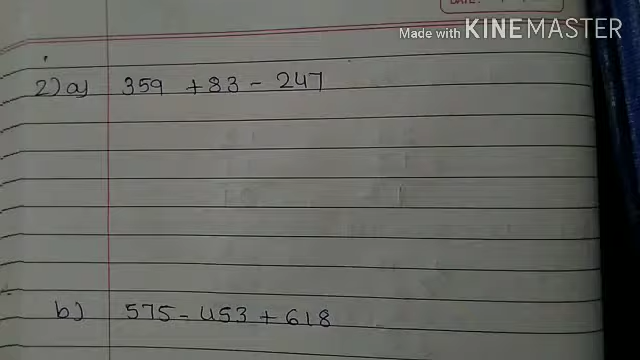 Made with KINEMASTER
2) a) 359 + 83 - 247
b) 575 - 453 + 618